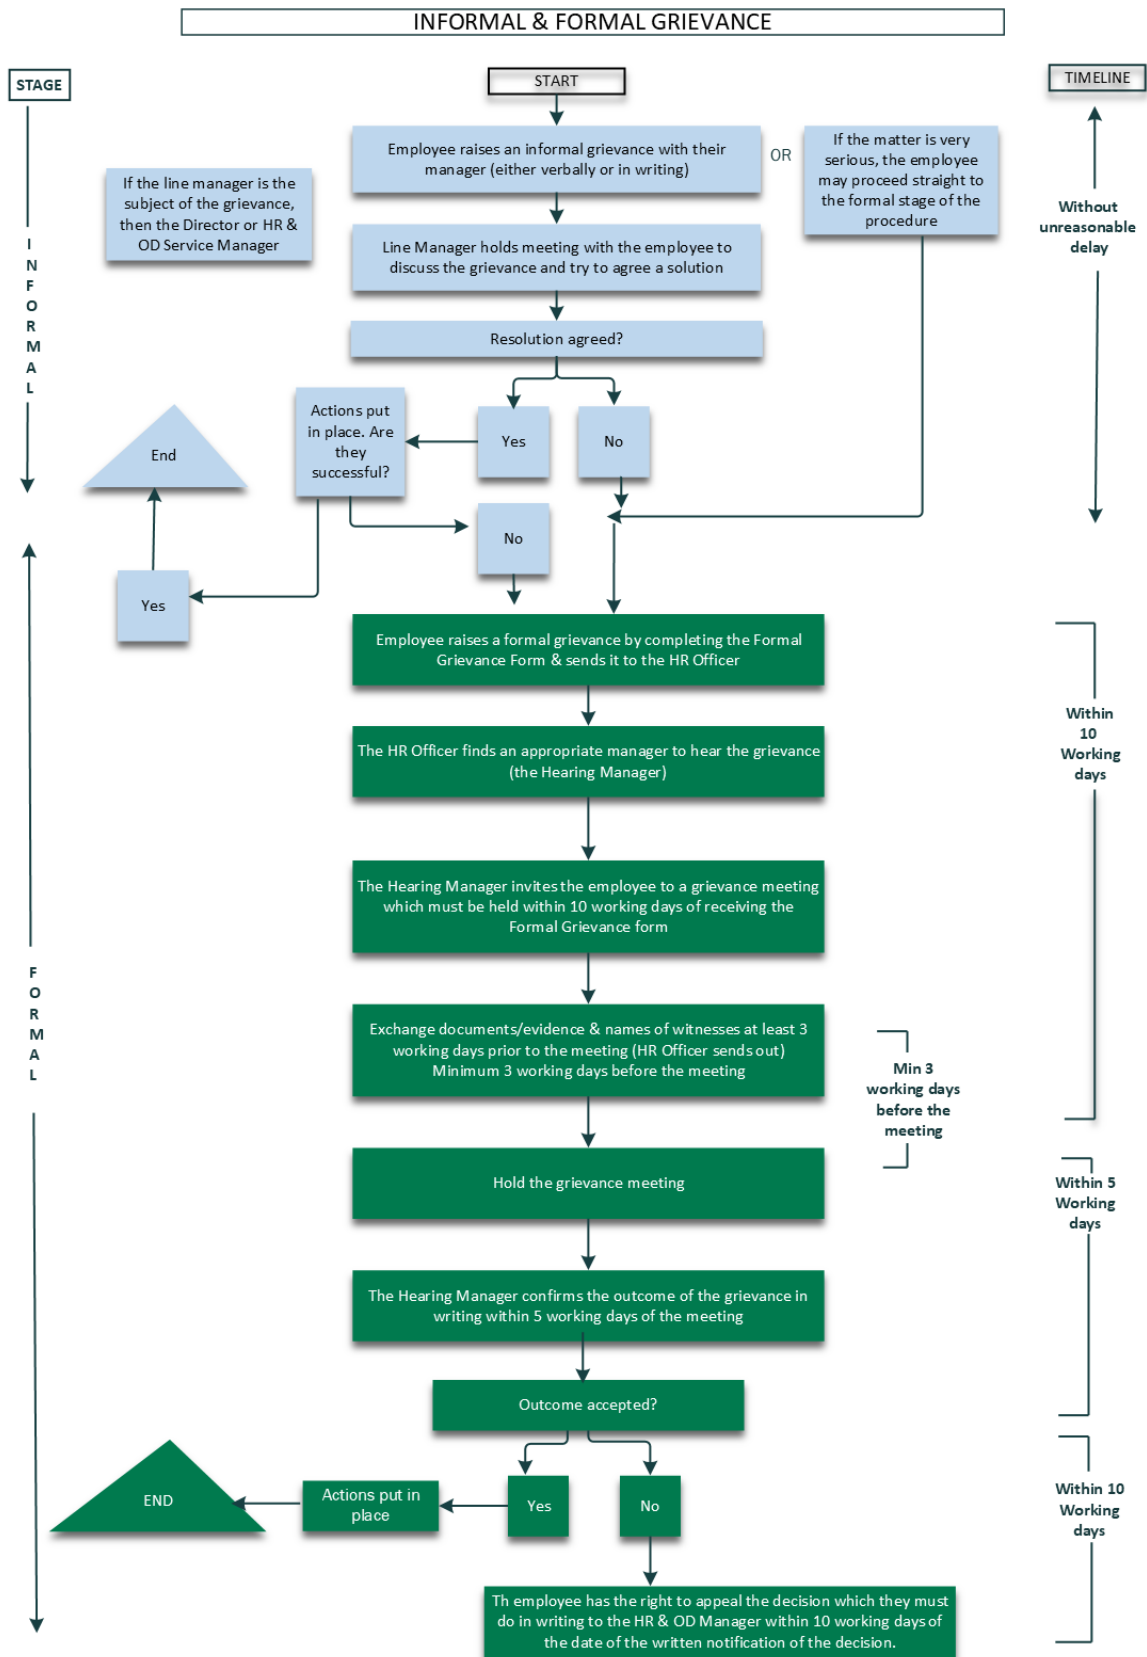 INFORMAL & FORMAL GRIEVANCE
STAGE
START
TIMELINE
Employee raises an informal grievance with their
manager (either verbally or in writing)
OR
If the matter is very
serious, the employee
may proceed straight to
the formal stage of the
procedure
If the line manager is the
subject of the grievance,
then the Director or HR &
OD Service Manager
Without
unreasonable
delay
INFORMAL
Line Manager holds meeting with the employee to
discuss the grievance and try to agree a solution
Resolution agreed?
Actions put
in place. Are
they
successful?
Yes
No
End
No
Yes
Employee raises a formal grievance by completing the Formal
Grievance Form & sends it to the HR Officer
Within
10
Working
days
The HR Officer finds an appropriate manager to hear the grievance
(the Hearing Manager)
The Hearing Manager invites the employee to a grievance meeting
which must be held within 10 working days of receiving the
Formal Grievance form
FORMAL
Exchange documents/evidence & names of witnesses at least 3
working days prior to the meeting (HR Officer sends out)
Minimum 3 working days before the meeting
Min 3
working days
before the
meeting
Hold the grievance meeting
Within 5
Working
days
The Hearing Manager confirms the outcome of the grievance in
writing within 5 working days of the meeting
Outcome accepted?
END
Actions put in
place
Yes
No
Within 10
Working
days
Th employee has the right to appeal the decision which they must
do in writing to the HR & OD Manager within 10 working days of
the date of the written notification of the decision.